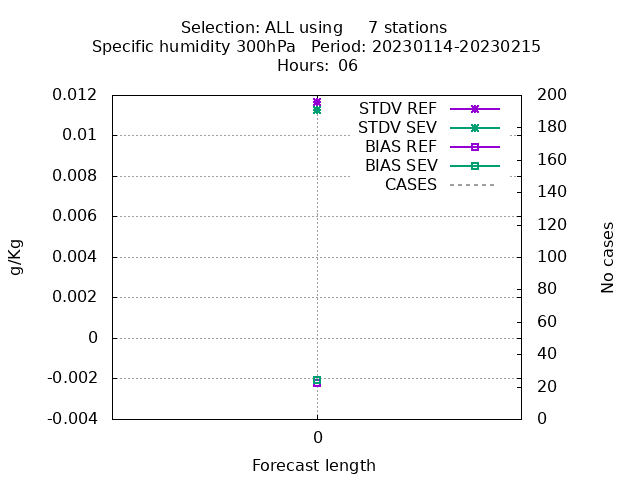 Selection: ALL using     7 stations
Specific humidity 300hPa   Period: 20230114-20230215
Hours: 06
0.012
0.01
0.008
0.006
0.004
0.002
0
-0.002
-0.004
g/Kg
STDV REF
STDV SEV
BIAS REF
BIAS SEV
CASES
200
180
160
140
120
100
80
60
40
20
0
No cases
0
Forecast length